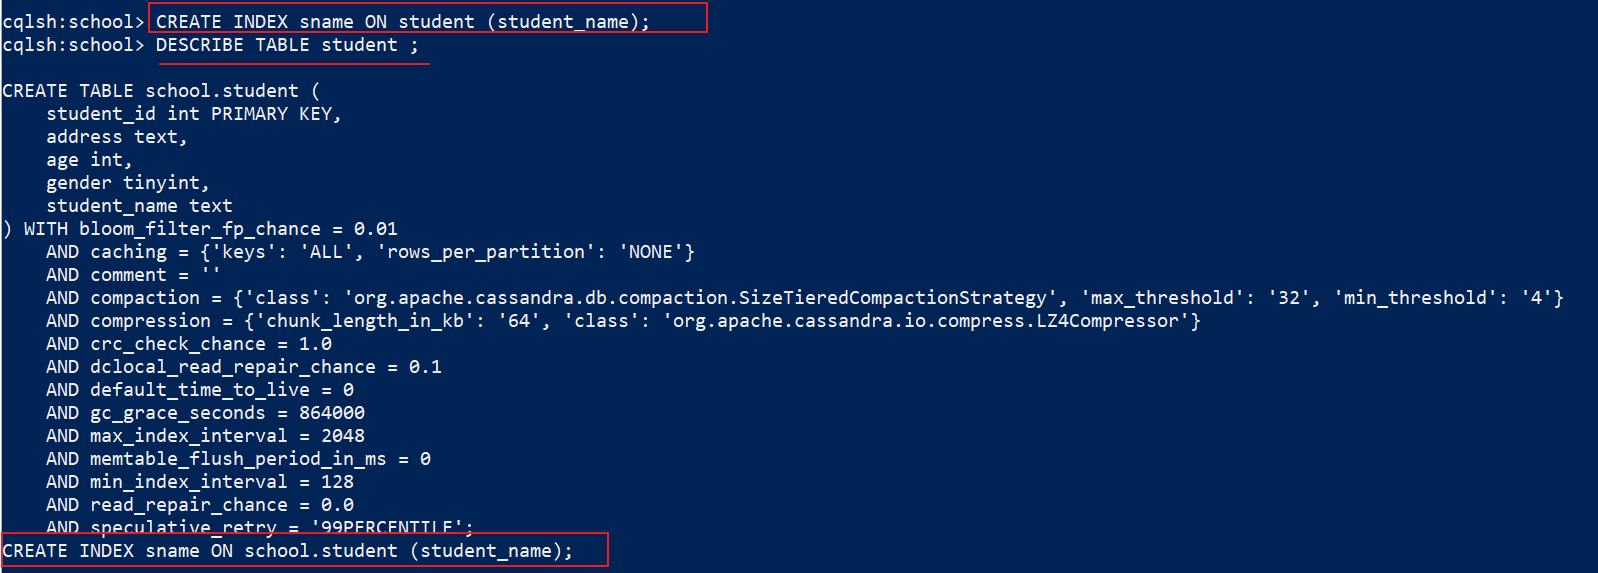 cqlsh:school> CREATE INDEX sname ON student (student_name);
cqlsh:school> DESCRIBE TABLE student ;
CREATE TABLE school.student (
    student_id int PRIMARY KEY,
    address text,
    age int,
    gender tinyint,
    student_name text
) WITH bloom_filter_fp_chance = 0.01
    AND caching = {'keys': 'ALL', 'rows_per_partition': 'NONE'}
    AND comment = ''
    AND compaction = {'class': 'org.apache.cassandra.db.compaction.SizeTieredCompactionStrategy', 'max_threshold': '32', 'min_threshold': '4'}
    AND compression = {'chunk_length_in_kb': '64', 'class': 'org.apache.cassandra.io.compress.LZ4Compressor'}
    AND crc_check_chance = 1.0
    AND dclocal_read_repair_chance = 0.1
    AND default_time_to_live = 0
    AND gc_grace_seconds = 864000
    AND max_index_interval = 2048
    AND memtable_flush_period_in_ms = 0
    AND min_index_interval = 128
    AND read_repair_chance = 0.0
    AND speculative_retry = '99PERCENTILE';
CREATE INDEX sname ON school.student (student_name);